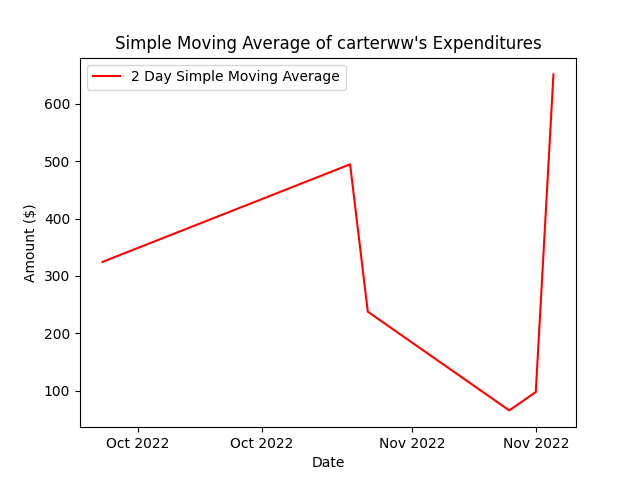 Simple Moving Average of carterww's Expenditures
2 Day Simple Moving Average
Amount ($)
600
500
400
300
200
100
Oct 2022
Oct 2022
Nov 2022
Nov 2022
Date